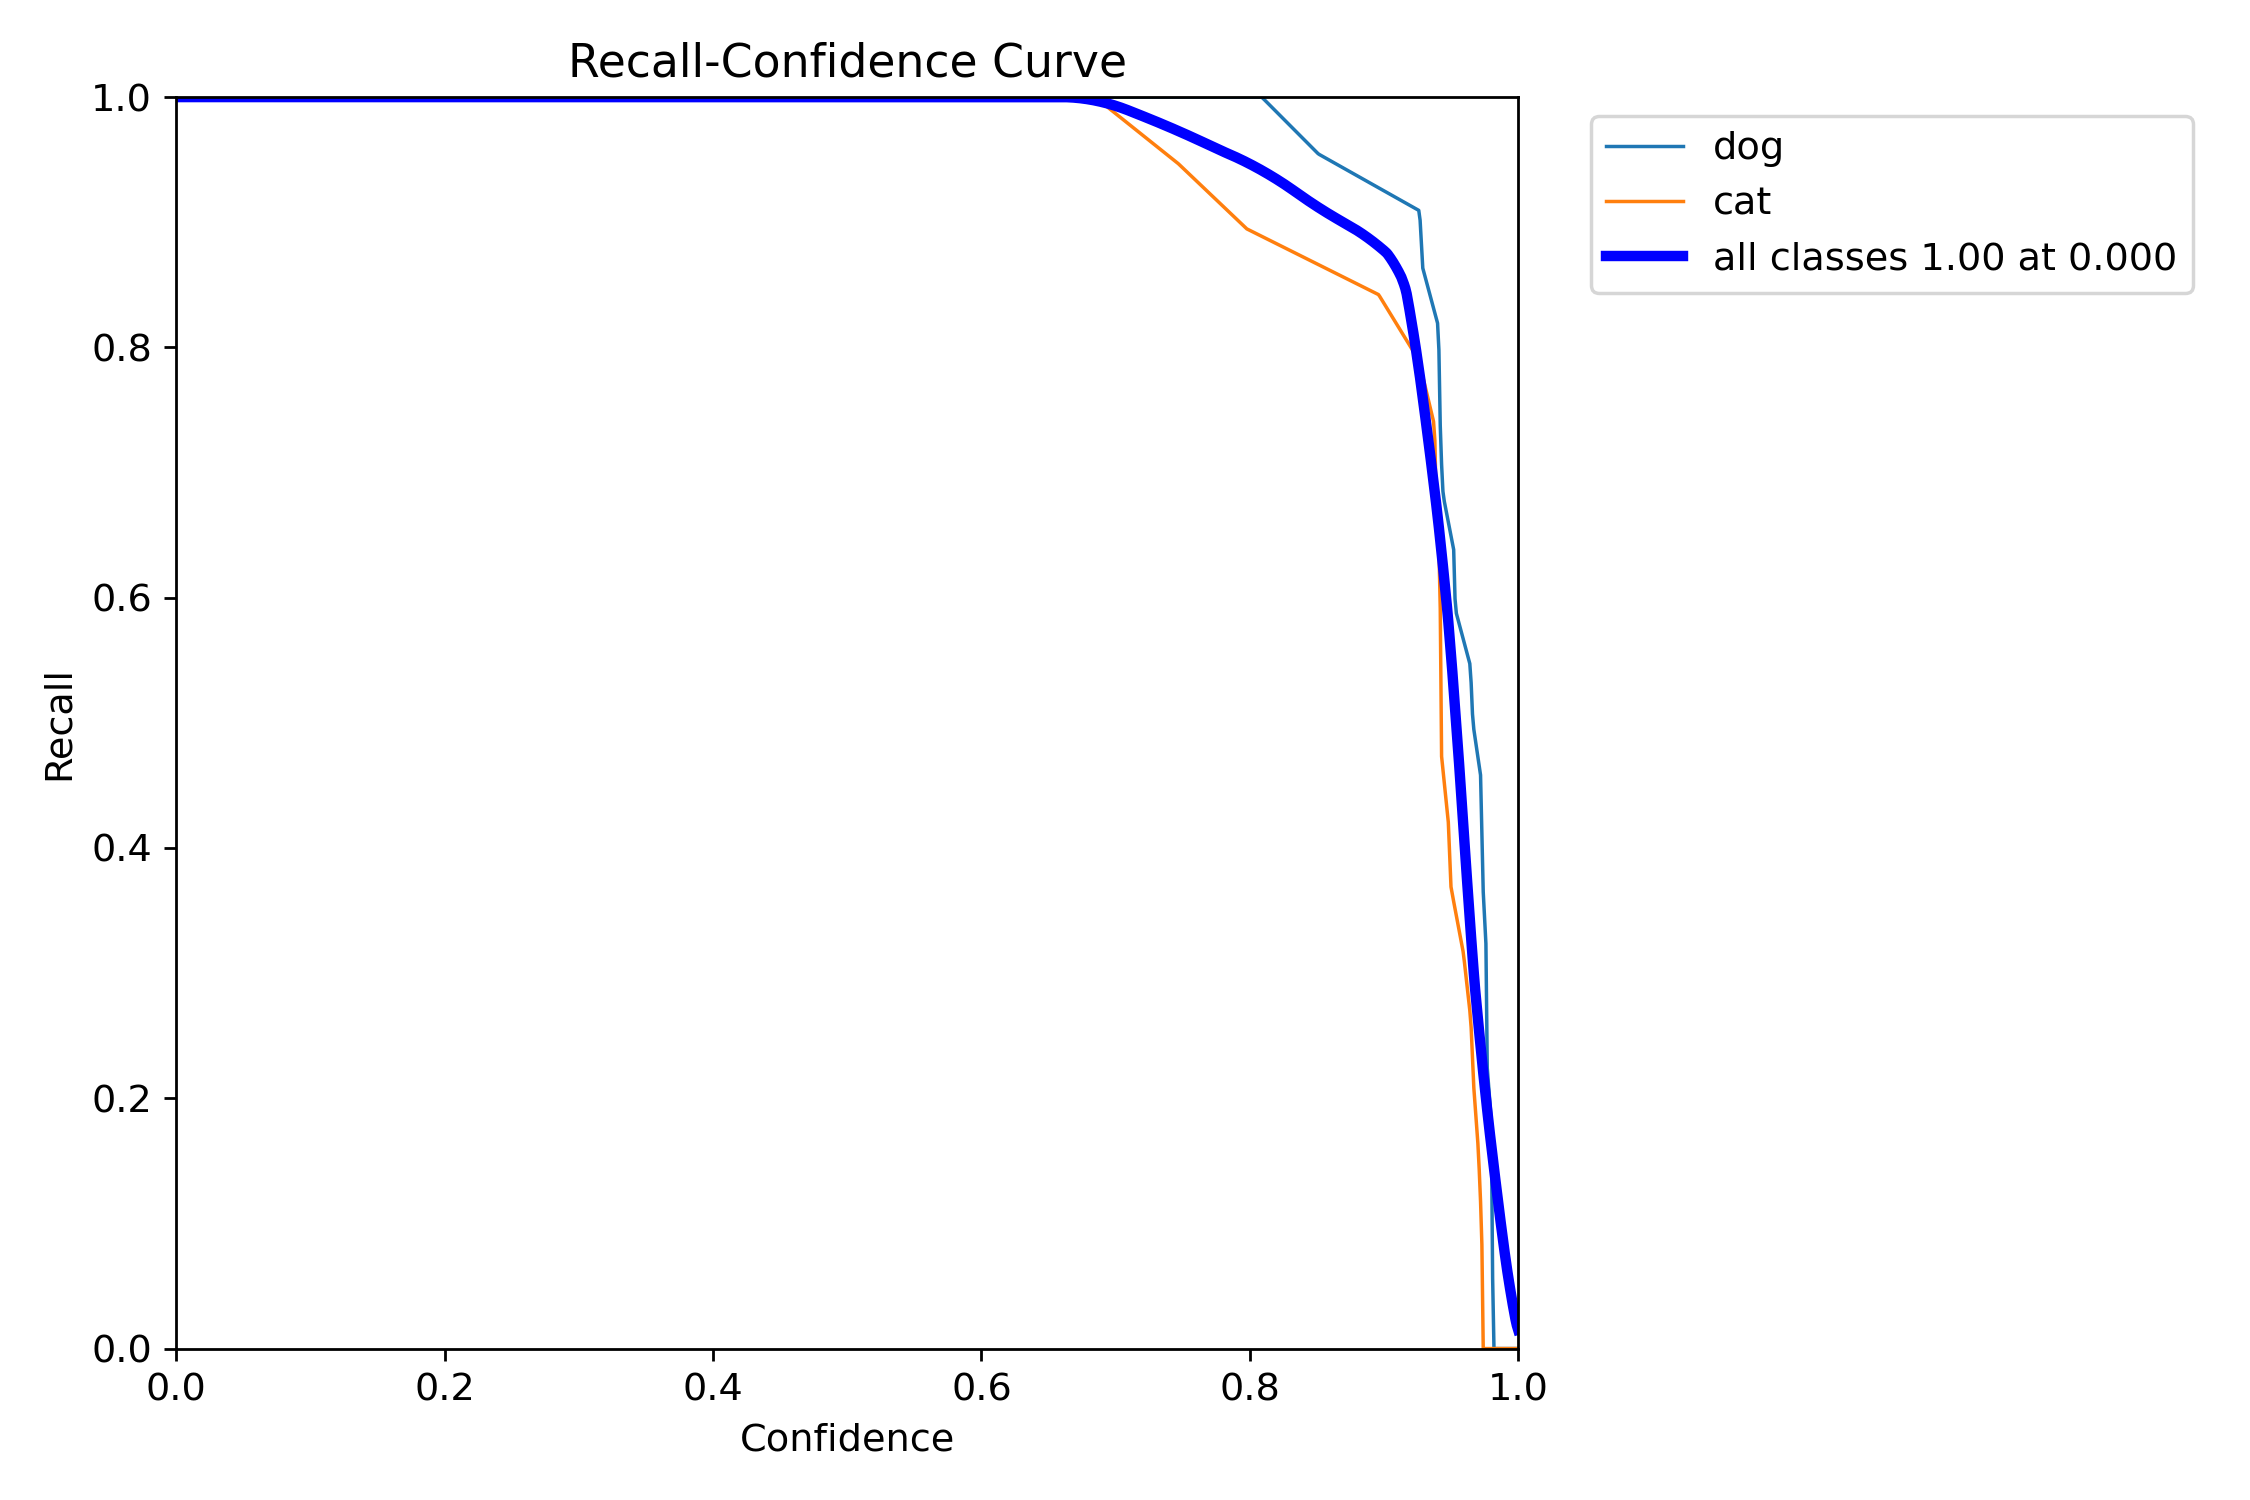 Recall-Confidence Curve
1.0
0.8
0.6
0.4
0.2
0.0
Recall
0.0 0.2 0.4 0.6 0.8 1.0
Confidence
dog
cat
all classes 1.00 at 0.000